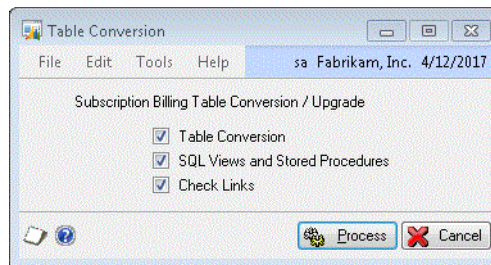 Table Conversion
File Edit Tools Help sa Fabrikam, Inc. 4/12/2017
Subscription Billing Table Conversion / Upgrade
Table Conversion
SQL Views and Stored Procedures
Check Links
Process Cancel